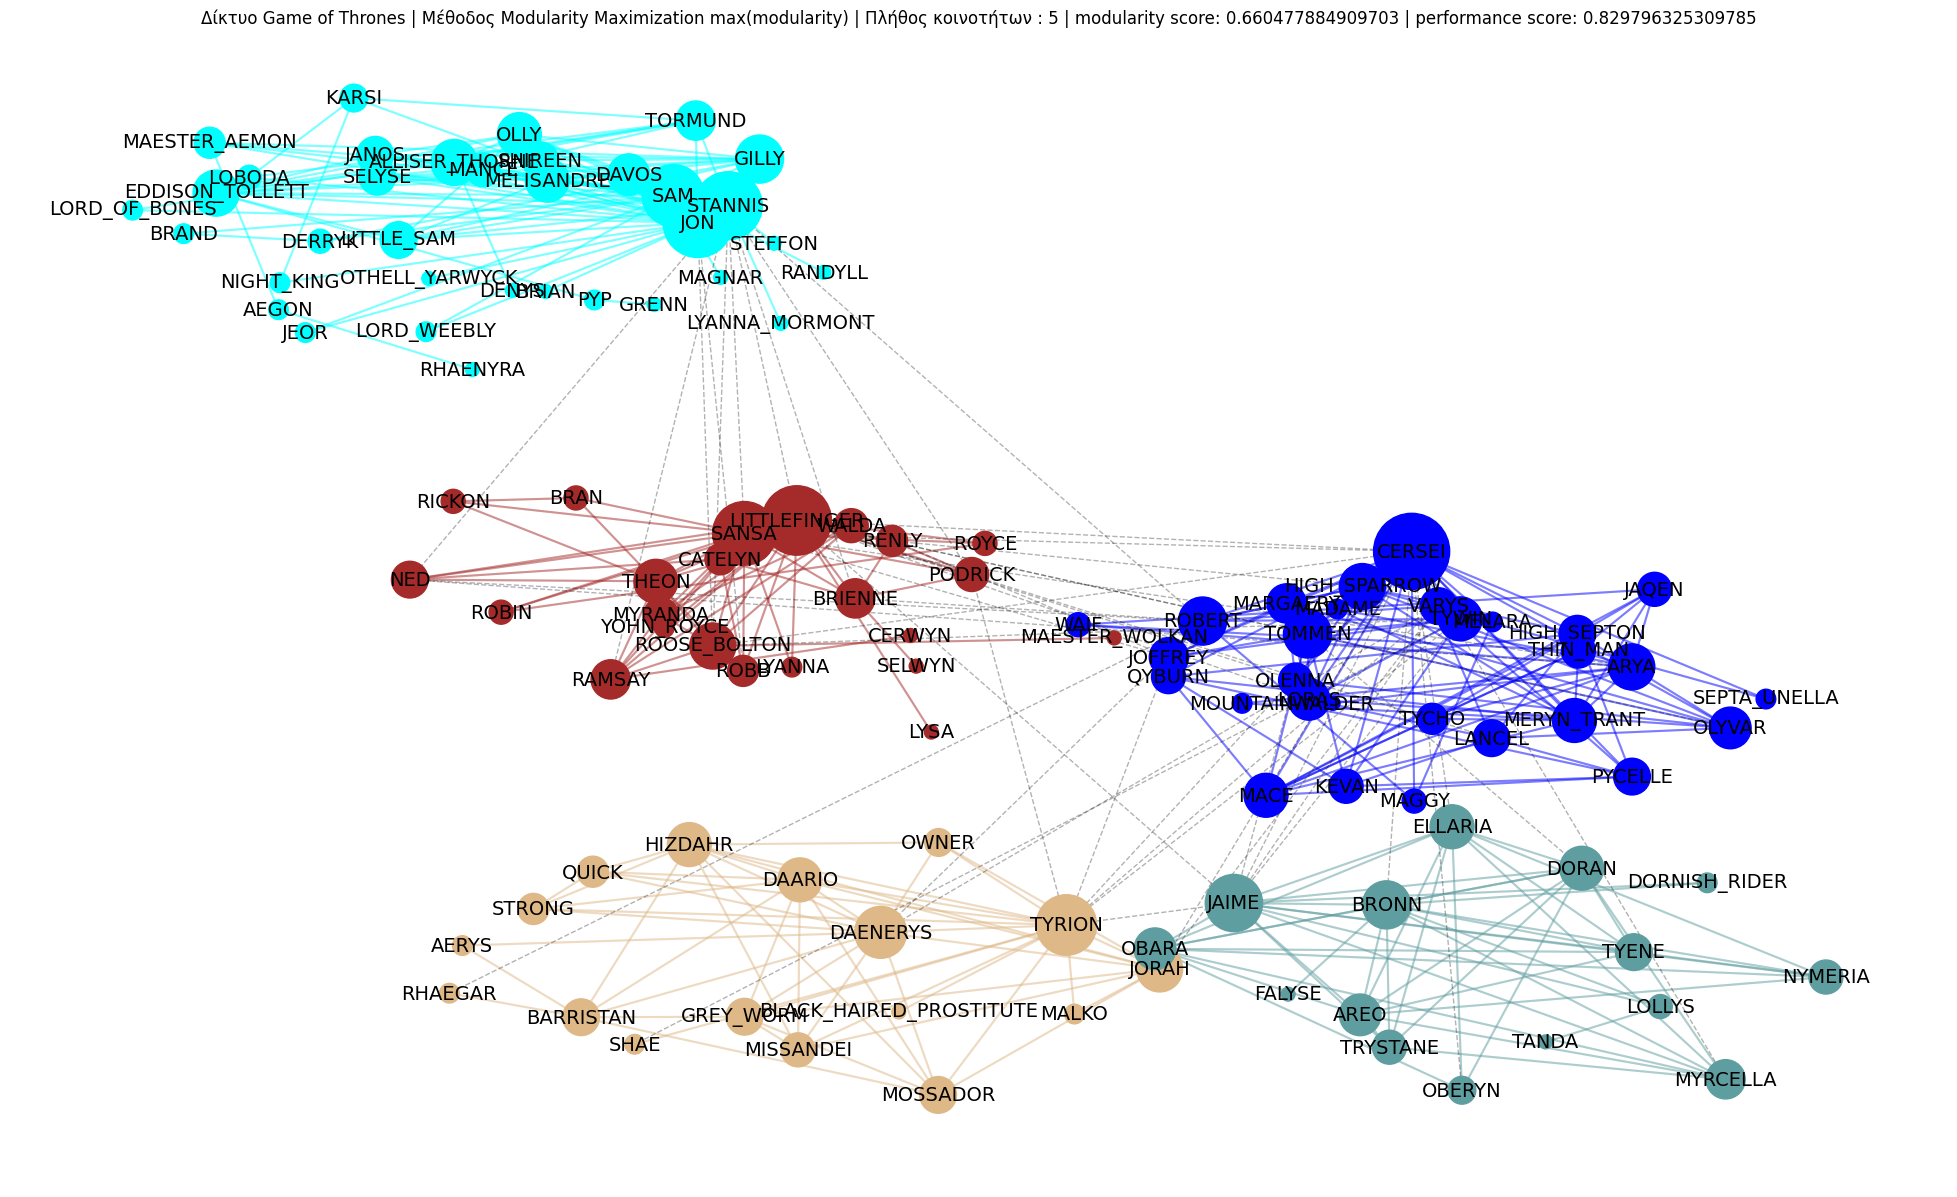 Δίκτυο Game of Thrones | Μέθοδος Modularity Maximization max(modularity) | Πλήθος κοινοτήτων : 5 | modularity score: 0.660477884909703 | performance score: 0.829796325309785
KARSI
TORMUND
OLLY
MAESTER_AEMON
JANOS
ALLISER_THORNE
SHIREEN
GILLY
MANCE
LOBODA
SELYSE
MELISANDRE
DAVOS
EDDISON_TOLLETT
SAM
STANNIS
LORD_OF_BONES
JON
BRAND
DERRYK
LITTLE_SAM
STEFFON
NIGHT_KING
OTHELL_YARWYCK
MAGNAR
RANDYLL
DENYS
BRIAN
PYP
GRENN
AEGON
JEOR
LORD_WEEBLY
LYANNA_MORMONT
RHAENYRA
RICKON
BRAN
LITTLEFINGER
WALDA
SANSA
RENLY
ROYCE
CERSEI
CATELYN
PODRICK
NED
THEON
HIGH_SPARROW
JAQEN
BRIENNE
MARGAERY
MADAME
VARYS
ROBIN
MYRANDA
YOHN_ROYCE
WAIF
ROBERT
TYWIN
CERWYN
MAESTER_WOLKAN
TOMMEN
HIGH_SEPTON
ROOSE_BOLTON
JOFFREY
THIN_MAN
RAMSAY
ROBB
LYANNA
SELWYN
QYBURN
OLENNA
ARYA
MOUNTAIN
WALDER
LORAS
SEPTA_UNELLA
TYCHO
MERYN_TRANT
LYSA
LANCEL
OLYVAR
PYCELLE
MACE
KEVAN
MAGGY
ELLARIA
HIZDAHR
OWNER
QUICK
DAARIO
DORAN
DORNISH_RIDER
STRONG
JAIME
BRONN
TYRION
DAENERYS
AERYS
OBARA
TYENE
JORAH
NYMERIA
RHAEGAR
FALYSE
LOLLYS
BARRISTAN
GREY_WORM
BLACK_HAIRED_PROSTITUTE
MALKO
AREO
SHAE
MISSANDEI
TRYSTANE
TANDA
MYRCELLA
MOSSADOR
OBERYN